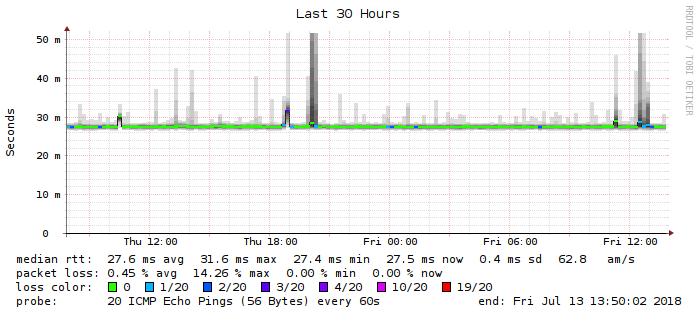 Last 30 Hours
RRDTOOL / TOBI OETIKER
Seconds
50 m
40 m
30 m
20 m
10 m
0
Thu 12:00 Thu 18:00 Fri 00:00 Fri 06:00 Fri 12:00
median rtt: 27.6 ms avg 31.6 ms max 27.4 ms min 27.5 ms now 0.4 ms sd 62.8 am/s
packet loss: 0.45 % avg 14.26 % max 0.00 % min 0.00 % now
loss color: 0 1/20 2/20 3/20 4/20 10/20 19/20
probe: 20 ICMP Echo Pings (56 Bytes) every 60s end: Fri Jul 13 13:50:02 2018